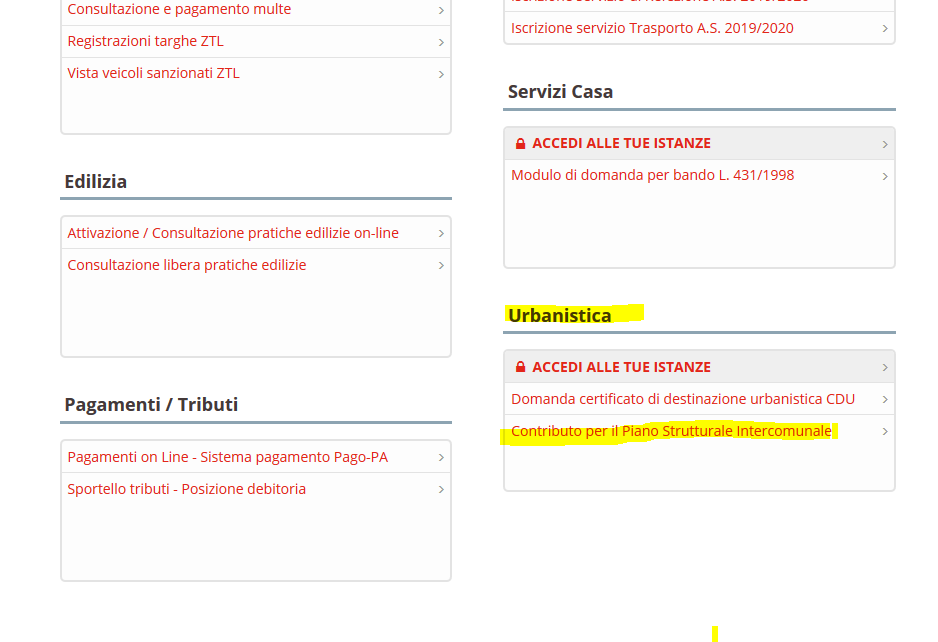 Consultazione e pagamento multe
Registrazioni targhe ZTL
Vista veicoli sanzionati ZTL
Edilizia
Attivazione / Consultazione pratiche edilizie on-line
Consultazione libera pratiche edilizie
Pagamenti / Tributi
Pagamenti on Line - Sistema pagamento Pago-PA
Sportello tributi - Posizione debitoria
Iscrizione servizio Trasporto A.S. 2019/2020
Servizi Casa
ACCEDI ALLE TUE ISTANZE
Modulo di domanda per bando L. 431/1998
Urbanistica
ACCEDI ALLE TUE ISTANZE
Domanda certificato di destinazione urbanistica CDU
Contributo per il Piano Strutturale Intercomunale